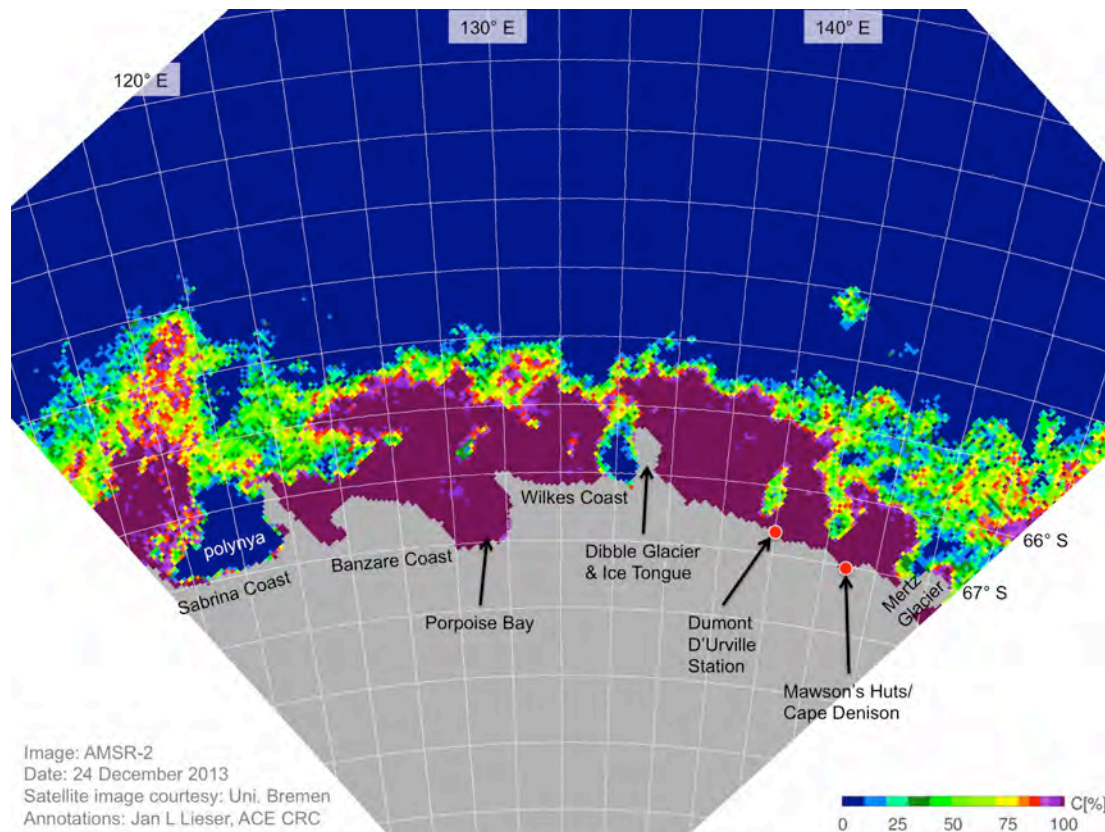 130° E
140° E
120° E
polynya
Sabrina Coast
Banzare Coast
Wilkes Coast
Porpoise Bay
Dibble Glacier
& Ice Tongue
Dumont
D'Urville
Station
Mawson's Huts/
Cape Denison
Mertz
Glacier
66° S
67° S
Image: AMSR-2
Date: 24 December 2013
Satellite image courtesy: Uni. Bremen
Annotations: Jan L Lieser, ACE CRC
C[%]
0 25 50 75 100